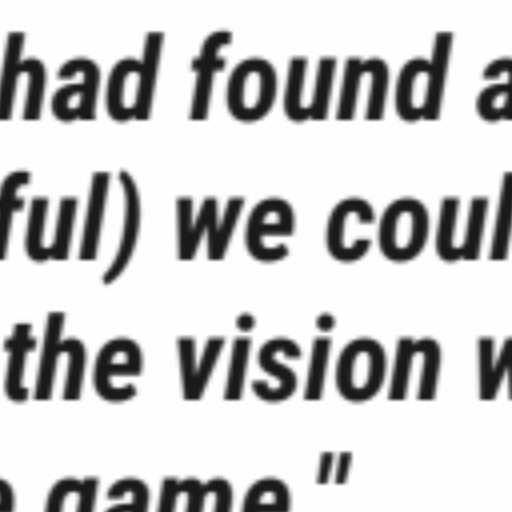 had found a
ful) we coul
the vision w
e game."